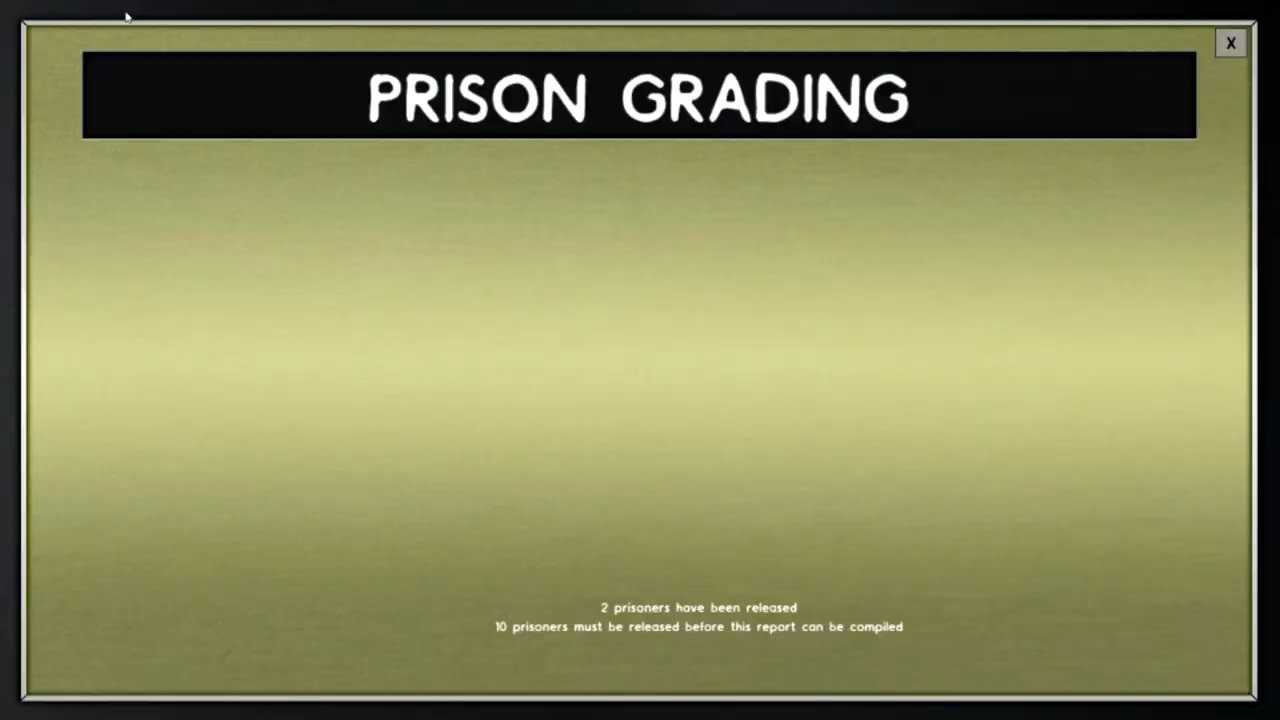 X
PRISON GRADING
2 prisoners have been released
10 prisoners must be released before this report can be compiled